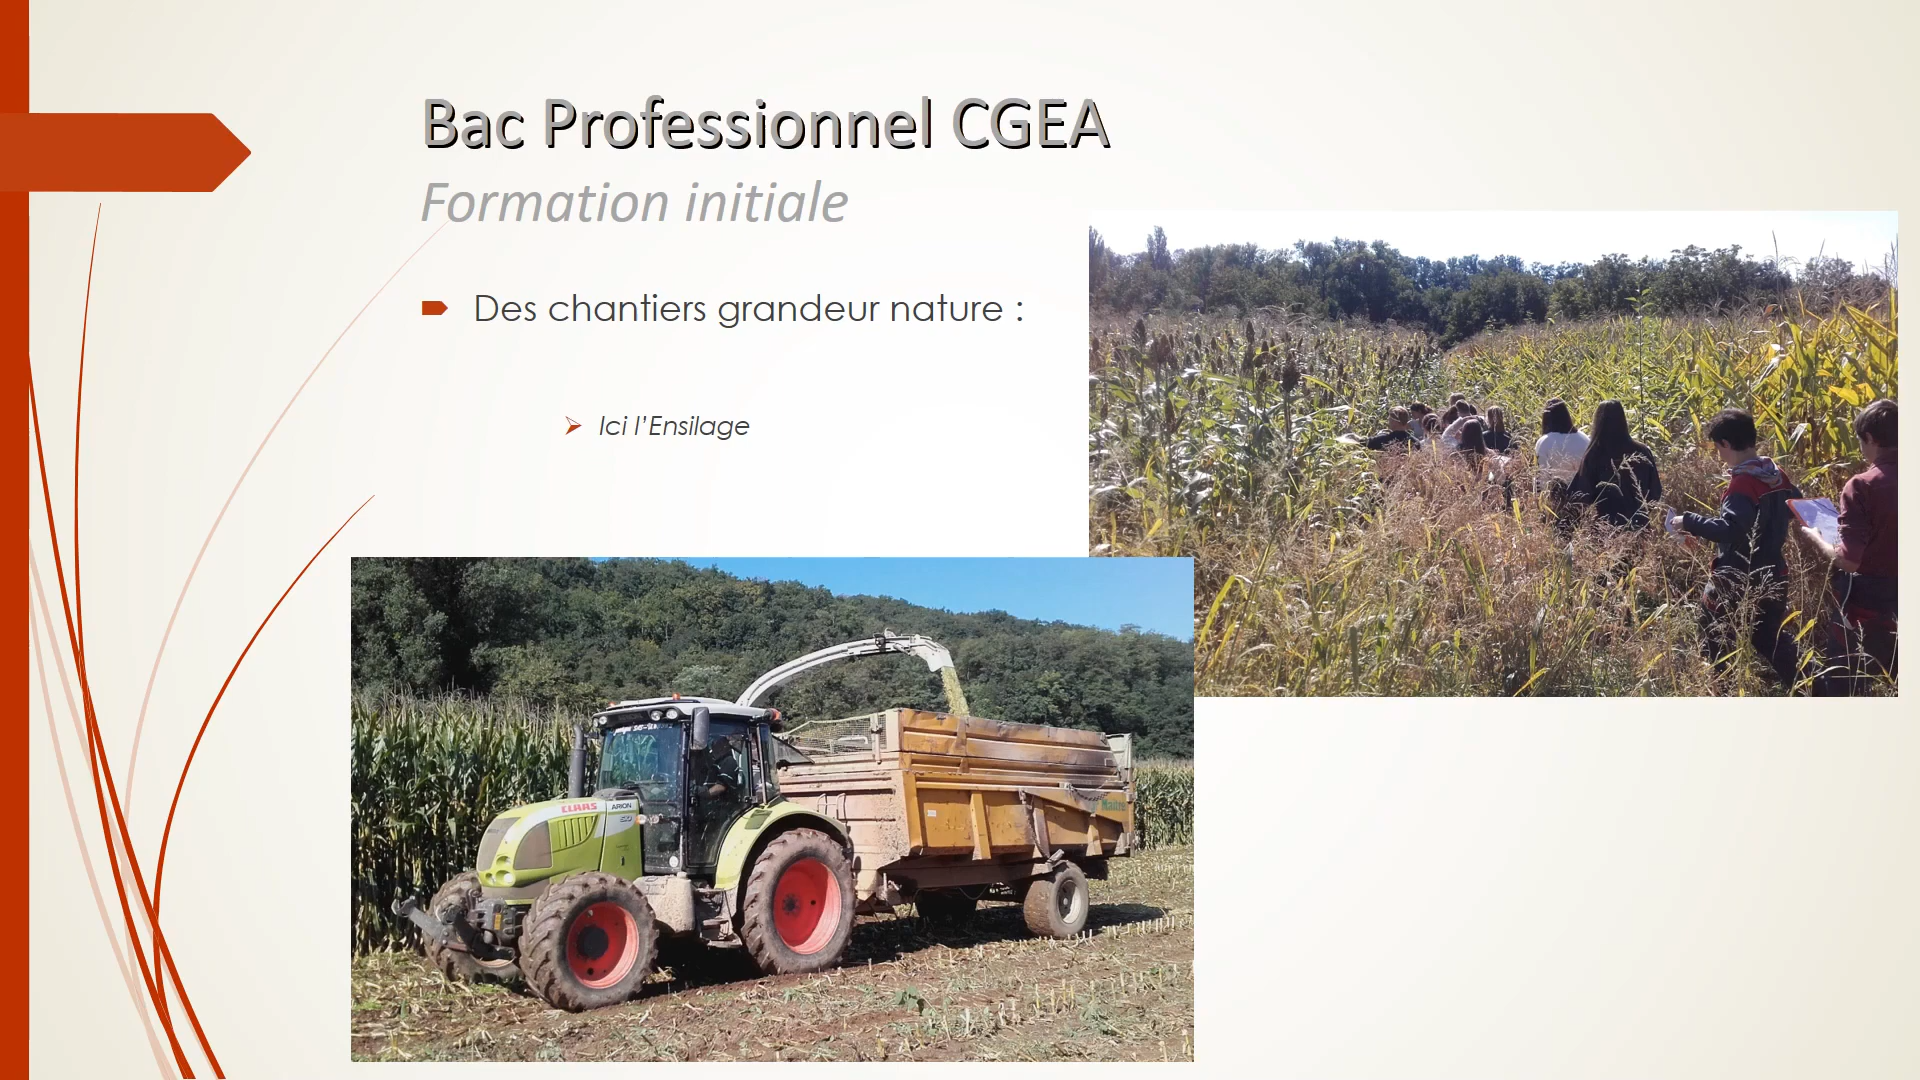 Bac Professionnel CGEA
Formation initiale
Des chantiers grandeur nature :
Ici l’Ensilage
CLAAS
ARION